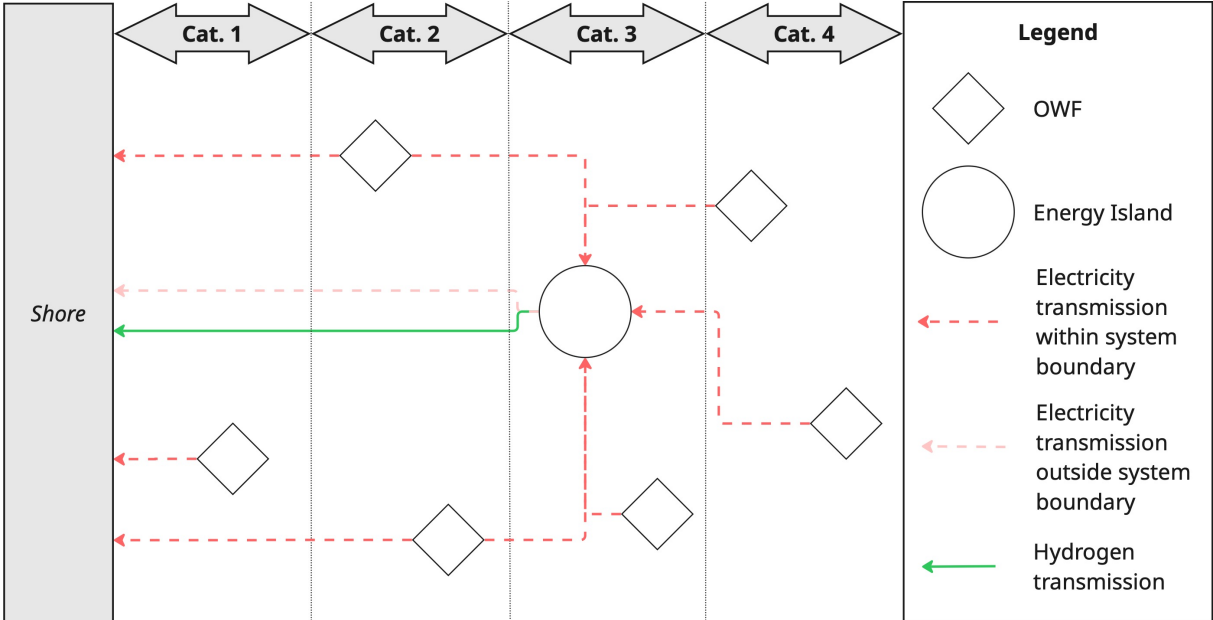 Cat. 1
Cat. 2
Cat. 3
Cat. 4
Shore
Legend
OWF
Energy Island
Electricity
transmission
within system
boundary
Electricity
transmission
outside system
boundary
Hydrogen
transmission